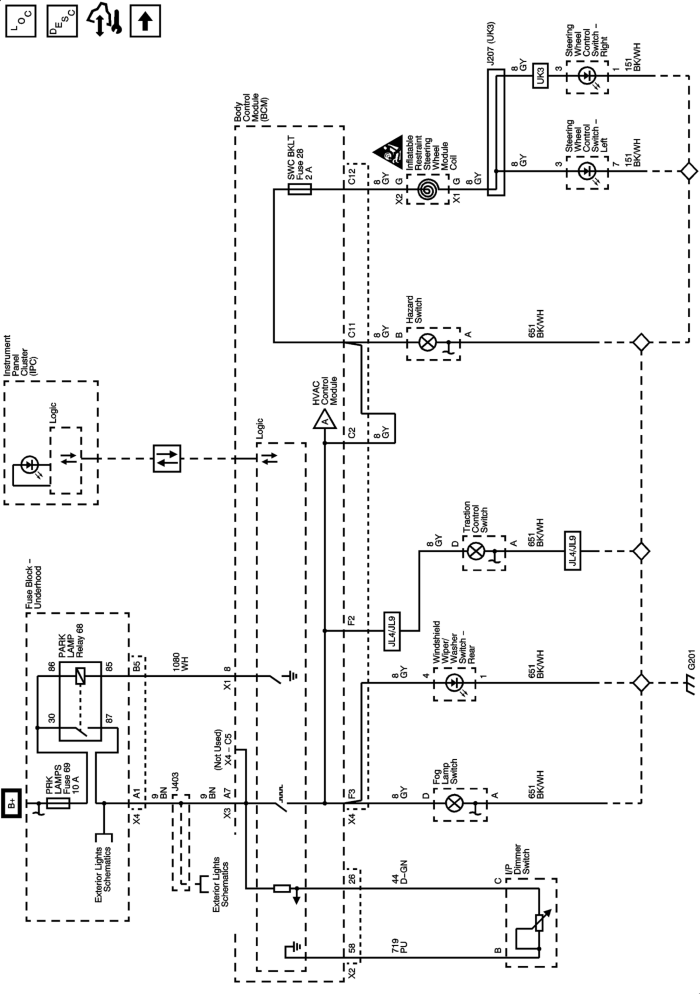 LOC
DESC
B+
Fuse Block –
Underhood
PRK
LAMPS
Fuse 69
10 A
PARK
LAMP
Relay 68
30
86
87
85
Exterior Lights
Schematics
X4
A1
B5
9
BN
J403
1080
WH
Exterior Lights
Schematics
9
BN
(Not Used)
X4 – C5
X3
A7
X1
8
Instrument
Panel
Cluster
(IPC)
Logic
Body
Control
Module
(BCM)
Logic
HVAC
Control
Module
A
SWC BKLT
Fuse 28
2 A
X2
58
26
X4
F3
F2
C2
C11
C12
719
PU
44
D–GN
8
GY
8
GY
JL4/JL9
8
GY
8
GY
8
GY
8
GY
B
C
I/P
Dimmer
Switch
D
Fog
Lamp
Switch
A
4
Windshield
Wiper/
Washer
Switch –
Rear
1
D
Traction
Control
Switch
A
B
Hazard
Switch
A
X2
G
Inflatable
Restraint
Steering
Wheel
Module
Coil
X1
G
8
GY
J207 (UK3)
8
GY
8
GY
UK3
3
Steering
Wheel
Control
Switch –
Left
7
3
Steering
Wheel
Control
Switch –
Right
1
651
BK/WH
651
BK/WH
651
BK/WH
JL4/JL9
651
BK/WH
151
BK/WH
151
BK/WH
G201